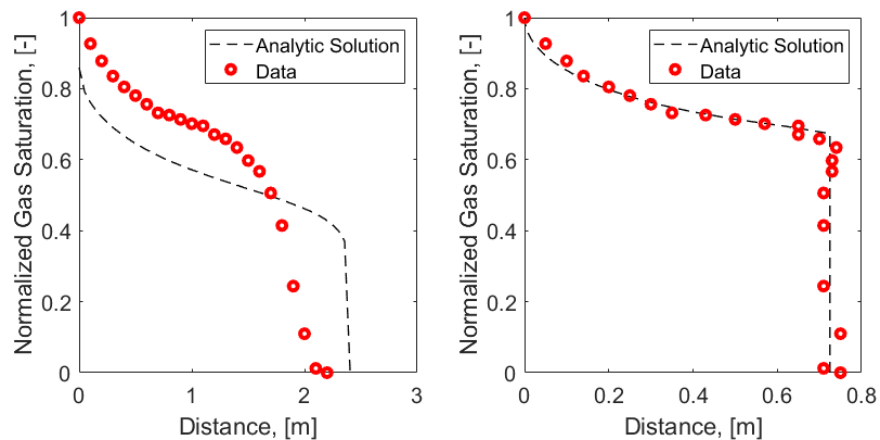 Normalized Gas Saturation, [-]
1
0.8
0.6
0.4
0.2
0
0
1
2
3
Distance, [m]
Analytic Solution
Data
Normalized Gas Saturation, [-]
1
0.8
0.6
0.4
0.2
0
0
0.2
0.4
0.6
0.8
Distance, [m]
Analytic Solution
Data